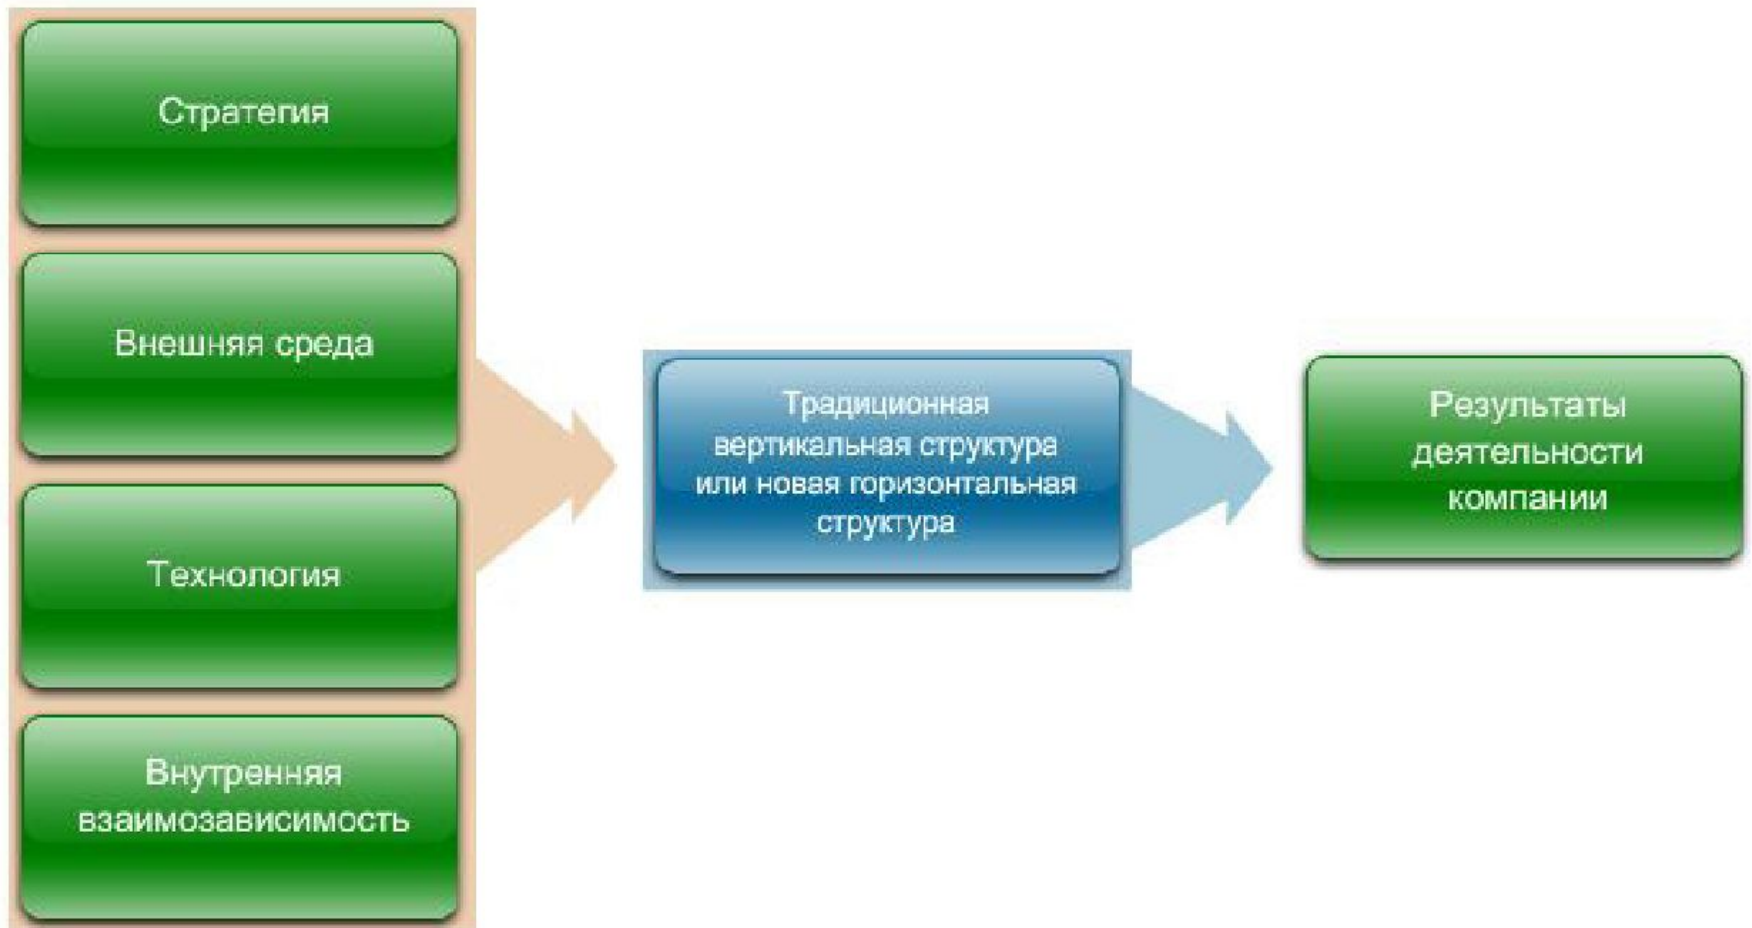 Стратегия
Внешняя среда
Технология
Внутренняя
взаимозависимость
Традиционная
вертикальная структура
или новая горизонтальная
структура
Результаты
деятельности
компании